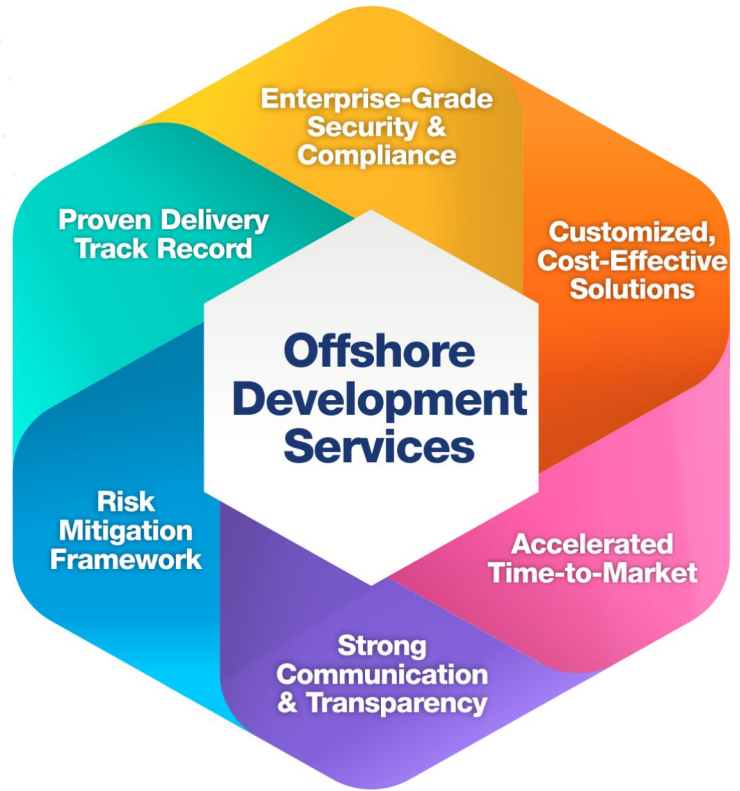 Enterprise-Grade
Security &
Compliance
Customized,
Cost-Effective
Solutions
Accelerated
Time-to-Market
Strong
Communication
& Transparency
Risk
Mitigation
Framework
Proven Delivery
Track Record
Offshore
Development
Services